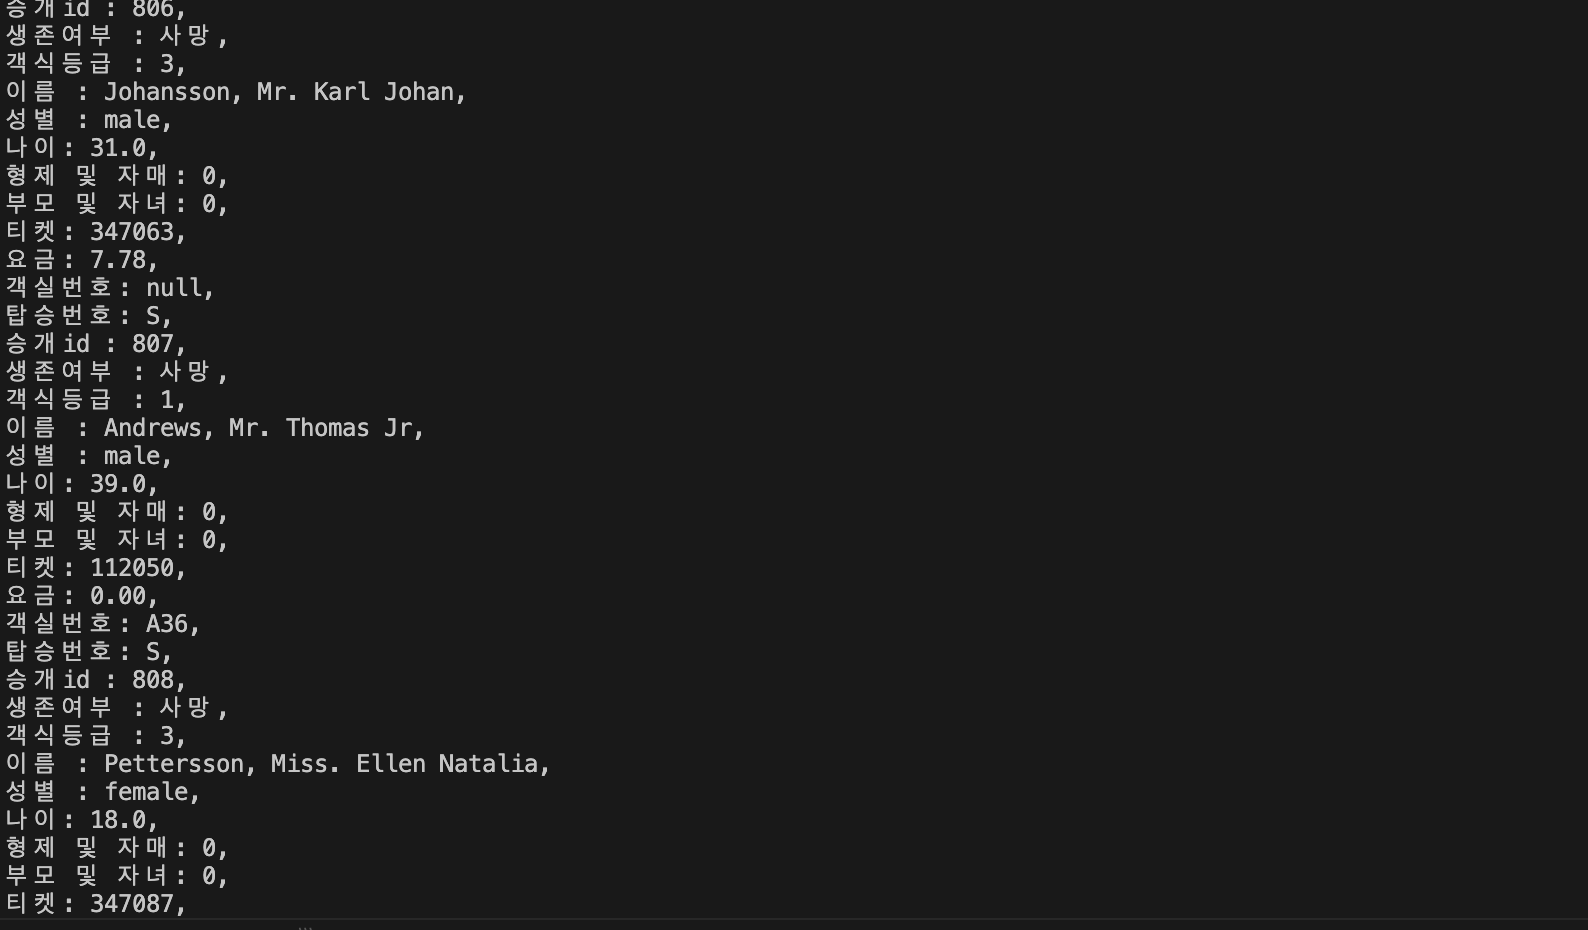 승개id : 806,
생존여부 : 사망,
객식등급 : 3,
이름 : Johansson, Mr. Karl Johan,
성별 : male,
나이: 31.0,
형제 및 자매: 0,
부모 및 자녀: 0,
티켓: 347063,
요금: 7.78,
객실번호: null,
탑승번호: S,
승개id : 807,
생존여부 : 사망,
객식등급 : 1,
이름 : Andrews, Mr. Thomas Jr,
성별 : male,
나이: 39.0,
형제 및 자매: 0,
부모 및 자녀: 0,
티켓: 112050,
요금: 0.00,
객실번호: A36,
탑승번호: S,
승개id : 808,
생존여부 : 사망,
객식등급 : 3,
이름 : Pettersson, Miss. Ellen Natalia,
성별 : female,
나이: 18.0,
형제 및 자매: 0,
부모 및 자녀: 0,
티켓: 347087,